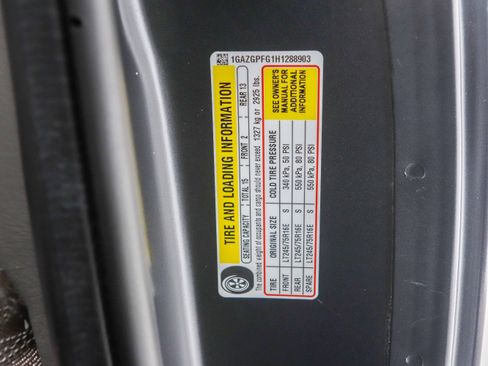 1GAZGPFG1H1288903
TIRE AND LOADING INFORMATION
SEATING CAPACITY TOTAL 15 FRONT 2 REAR 13
The combined weight of occupants and cargo should never exceed 1327 kg or 2925 lbs.
TIRE ORIGINAL SIZE COLD TIRE PRESSURE
FRONT LT245/75R16E S 340 kPa, 50 PSI
REAR LT245/75R16E S 550 kPa, 80 PSI
SPARE LT245/75R16E S 550 kPa, 80 PSI
SEE OWNER'S
MANUAL FOR
ADDITIONAL
INFORMATION